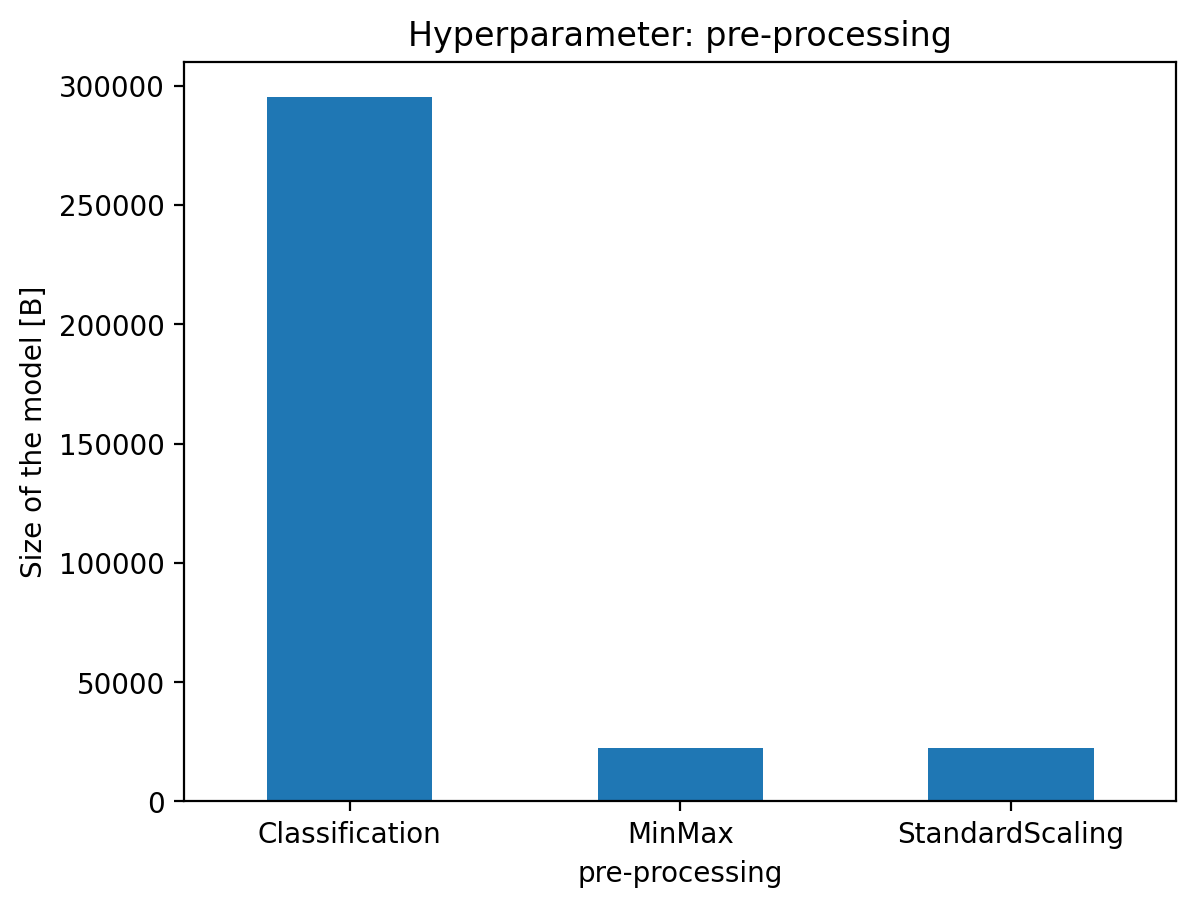 Hyperparameter: pre-processing
300000
250000
200000
150000
100000
50000
0
Size of the model [B]
Classification
MinMax
StandardScaling
pre-processing